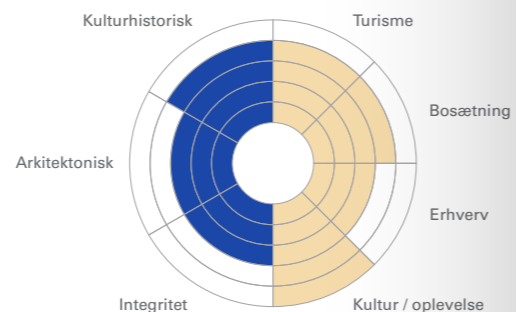 Kulturhistorisk
Turisme
Bosætning
Arkitektonisk
Erhverv
Integritet
Kultur / oplevelse